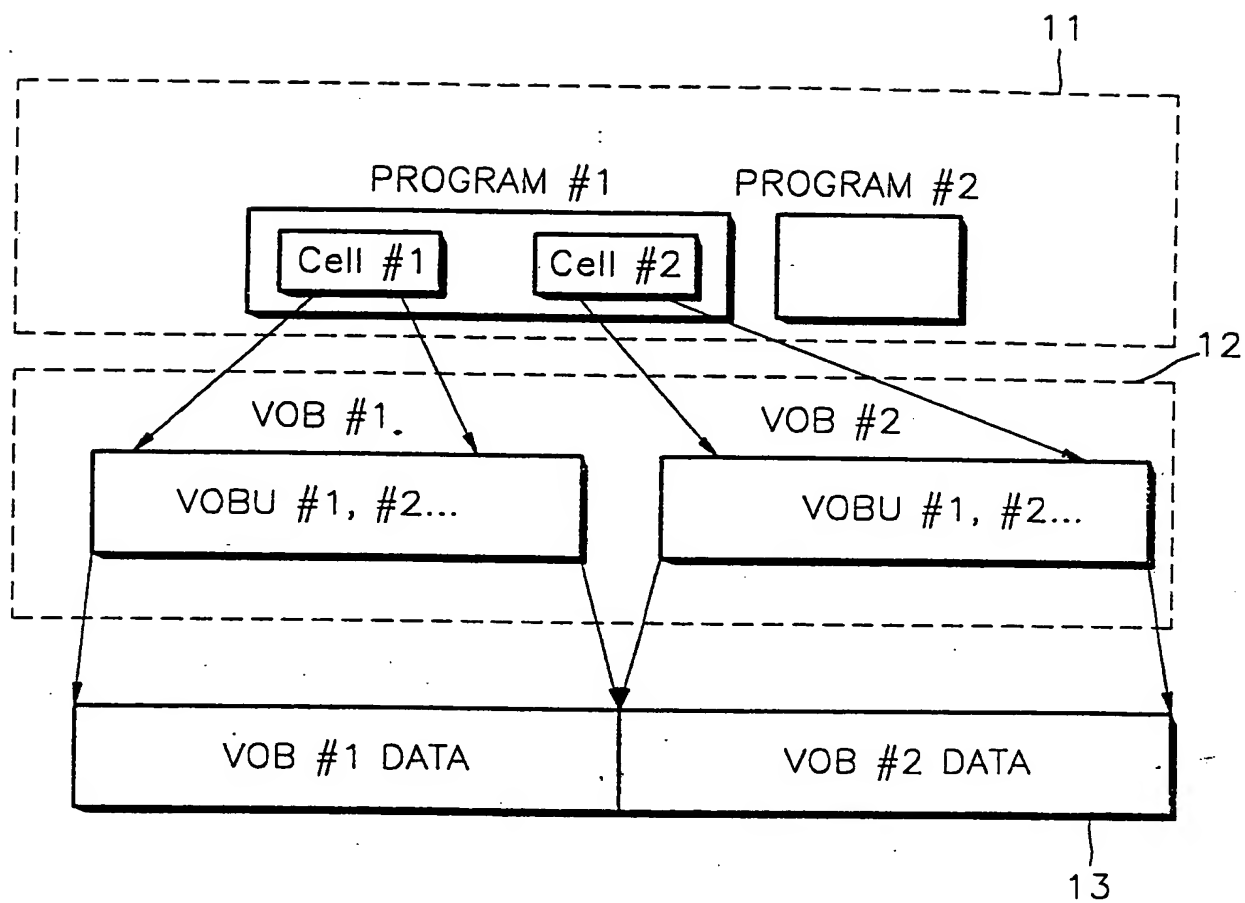 11
PROGRAM #1
PROGRAM #2
Cell #1
Cell #2
12
VOB #1
VOB #2
VOBU #1, #2...
VOBU #1, #2...
VOB #1 DATA
VOB #2 DATA
13